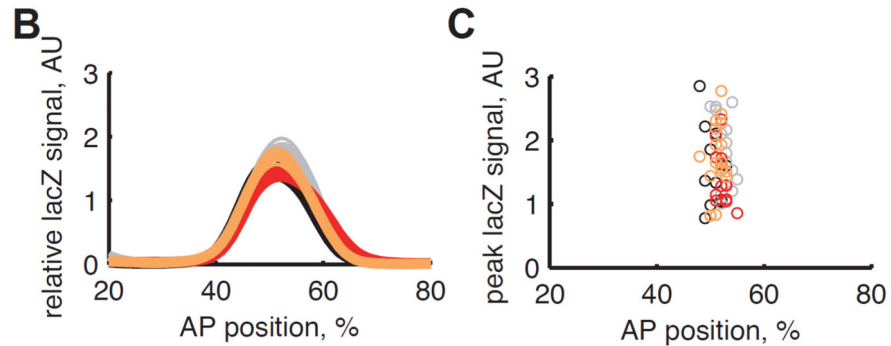 B
relative lacZ signal, AU
3
2
1
0
20 40 60 80
AP position, %
C
peak lacZ signal, AU
3
2
1
0
20 40 60 80
AP position, %